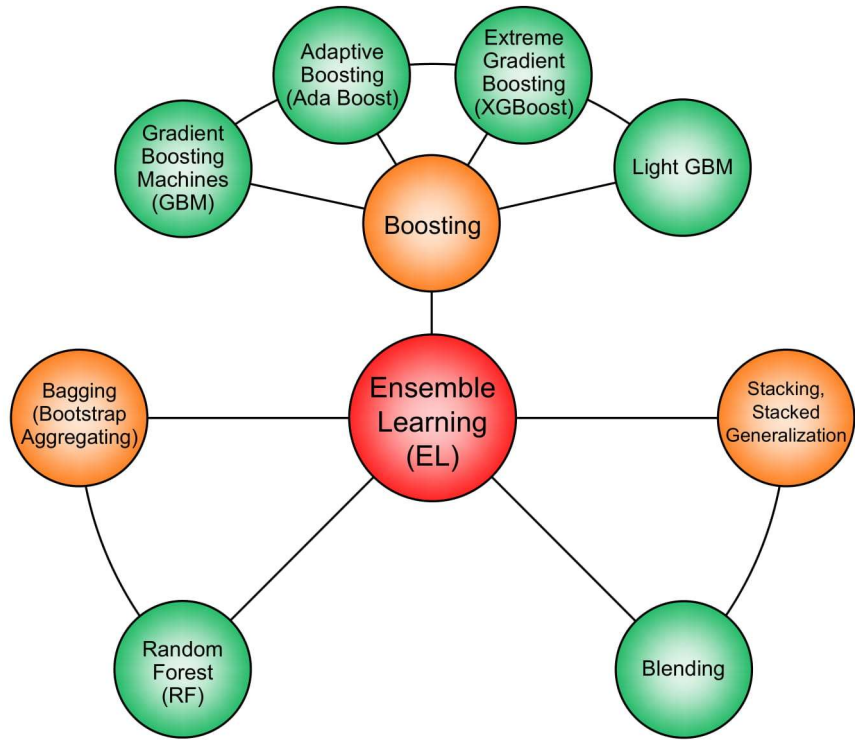 Adaptive
Boosting
(Ada Boost)
Extreme
Gradient
Boosting
(XGBoost)
Gradient
Boosting
Machines
(GBM)
Light GBM
Boosting
Bagging
(Bootstrap
Aggregating)
Ensemble
Learning
(EL)
Stacking,
Stacked
Generalization
Random
Forest
(RF)
Blending